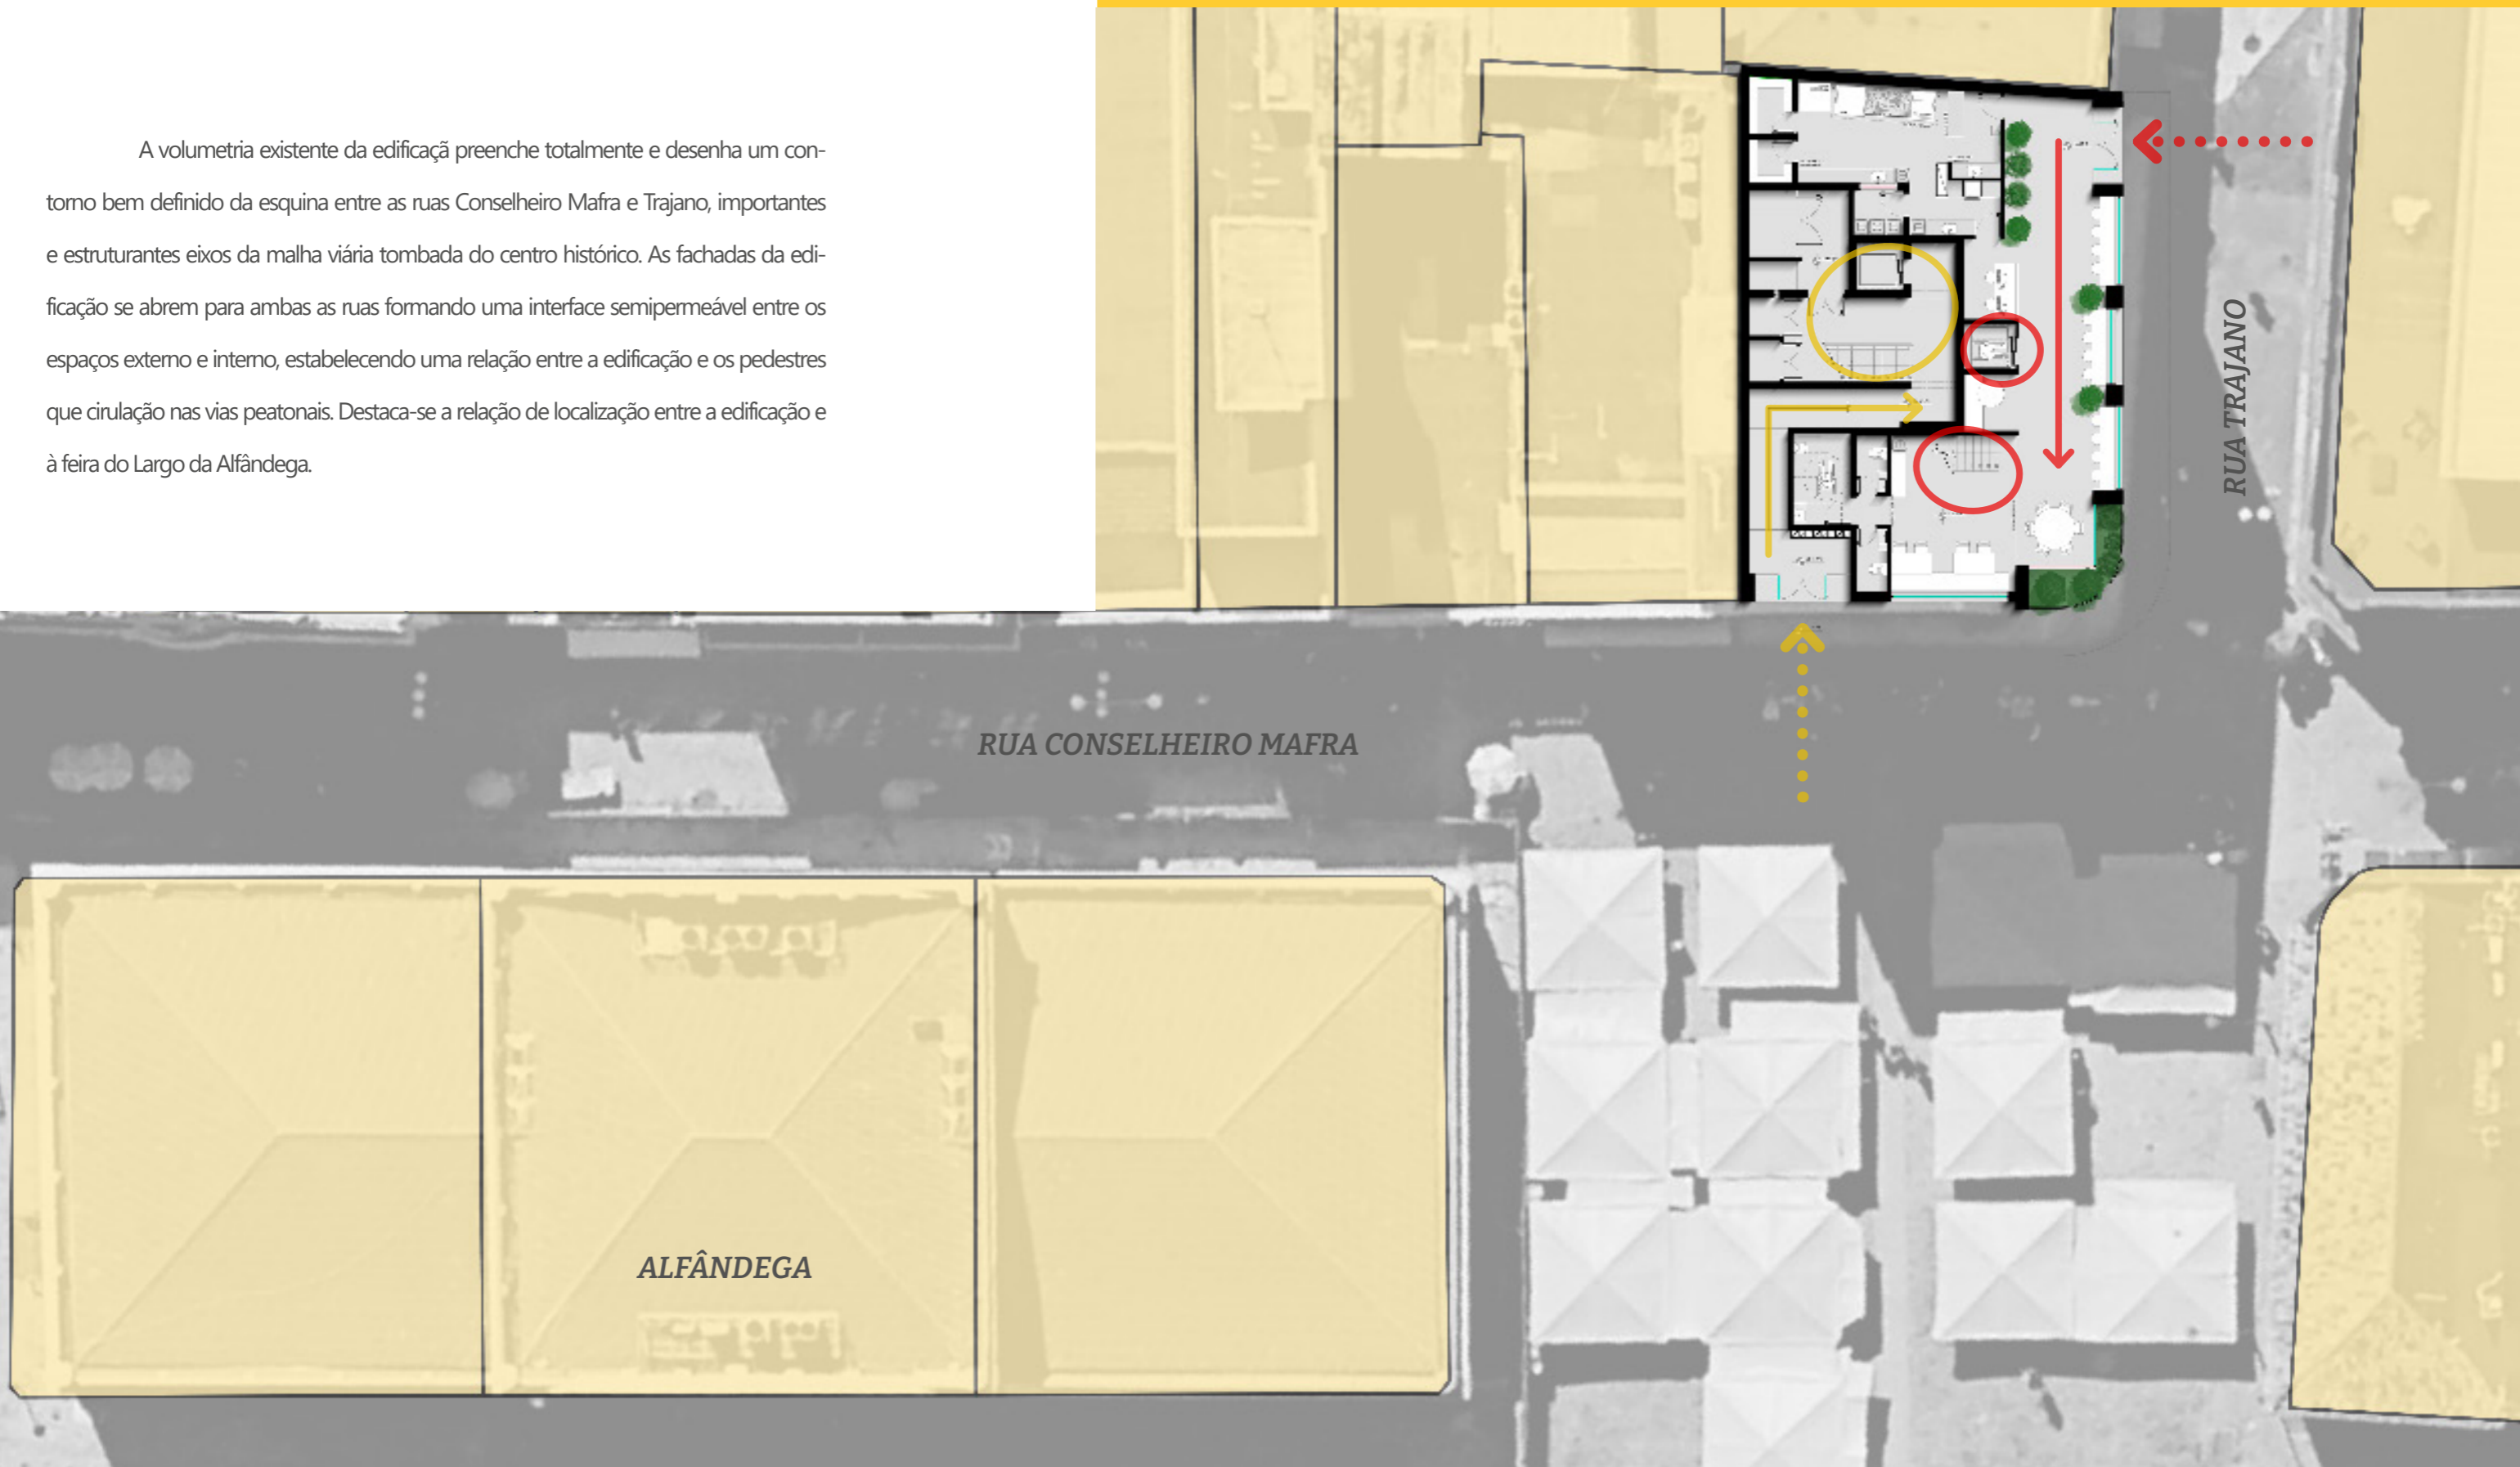 A volumetria existente da edificaçã preenche totalmente e desenha um con-
torno bem definido da esquina entre as ruas Conselheiro Mafra e Trajano, importantes
e estruturantes eixos da malha viária tombada do centro histórico. As fachadas da edi-
ficação se abrem para ambas as ruas formando uma interface semipermeável entre os
espaços externo e interno, estabelecendo uma relação entre a edificação e os pedestres
que cirulação nas vias peatonais. Destaca-se a relação de localização entre a edificação e
à feira do Largo da Alfândega.
RUA TRAJANO
RUA CONSELHEIRO MAFRA
ALFÂNDEGA